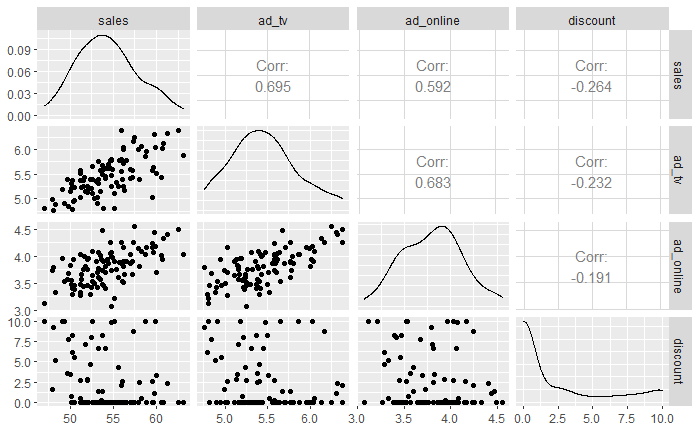 sales ad_tv ad_online discount
0.09
0.06
0.03
0.00
Corr:
0.695
Corr:
0.592
Corr:
-0.264
sales
6.0
5.5
5.0
Corr:
0.683
Corr:
-0.232
ad_tv
4.5
4.0
3.5
3.0
Corr:
-0.191
ad_online
10.0
7.5
5.0
2.5
0.0
discount
50 55 60 5.0 5.5 6.0 3.0 3.5 4.0 4.5 0.0 2.5 5.0 7.5 10.0